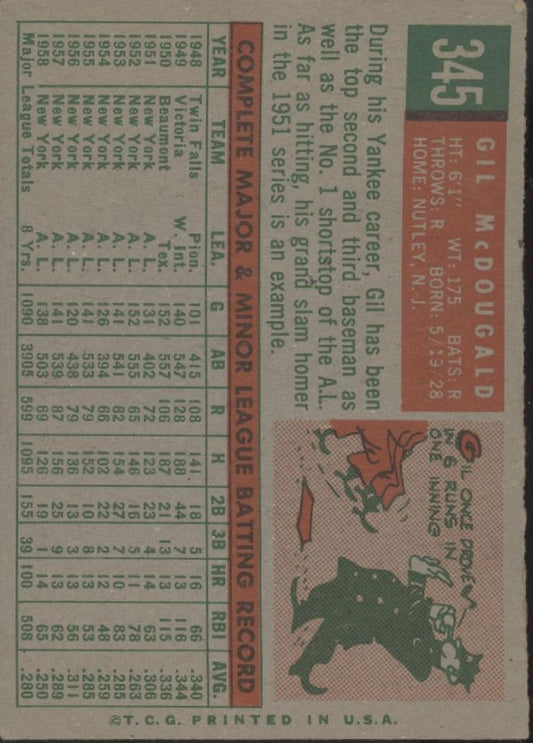 345
GIL McDOUGALD
HT: 6'1" WT: 175 BATS: R
THROWS: R BORN: 5/19/28
HOME: NUTLEY, N. J.
During his Yankee career, Gil has been
the top second and third baseman as
well as the No. 1 shortstop of the A.L.
As far as hitting, his grand slam homer
in the 1951 series is an example.
GIL ONCE DROVE
IN 6 RUNS IN
ONE INNING
COMPLETE MAJOR & MINOR LEAGUE BATTING RECORD
YEAR TEAM LEA. G AB R H 2B 3B HR RBI AVG.
1948 Twin Falls Pion. 101 415 108 141 18 5 16 66 .340
1949 Victoria W. Int. 140 547 128 188 44 7 13 116 .344
1950 Beaumont Tex. 152 557 106 187 21 13 13 115 .336
1951 New York A. L. 131 402 72 123 23 4 14 63 .306
1952 New York A. L. 152 555 65 146 16 5 11 78 .263
1953 New York A. L. 141 541 82 154 27 7 10 83 .285
1954 New York A. L. 126 394 66 102 22 2 12 48 .259
1955 New York A. L. 141 533 79 152 10 8 13 53 .285
1956 New York A. L. 120 438 79 136 13 3 13 56 .311
1957 New York A. L. 141 539 87 156 25 9 13 62 .289
1958 New York A. L. 138 503 69 126 19 1 14 65 .250
Major League Totals 8 Yrs. 1090 3905 599 1095 155 39 100 508 .280
©T.C.G. PRINTED IN U.S.A.